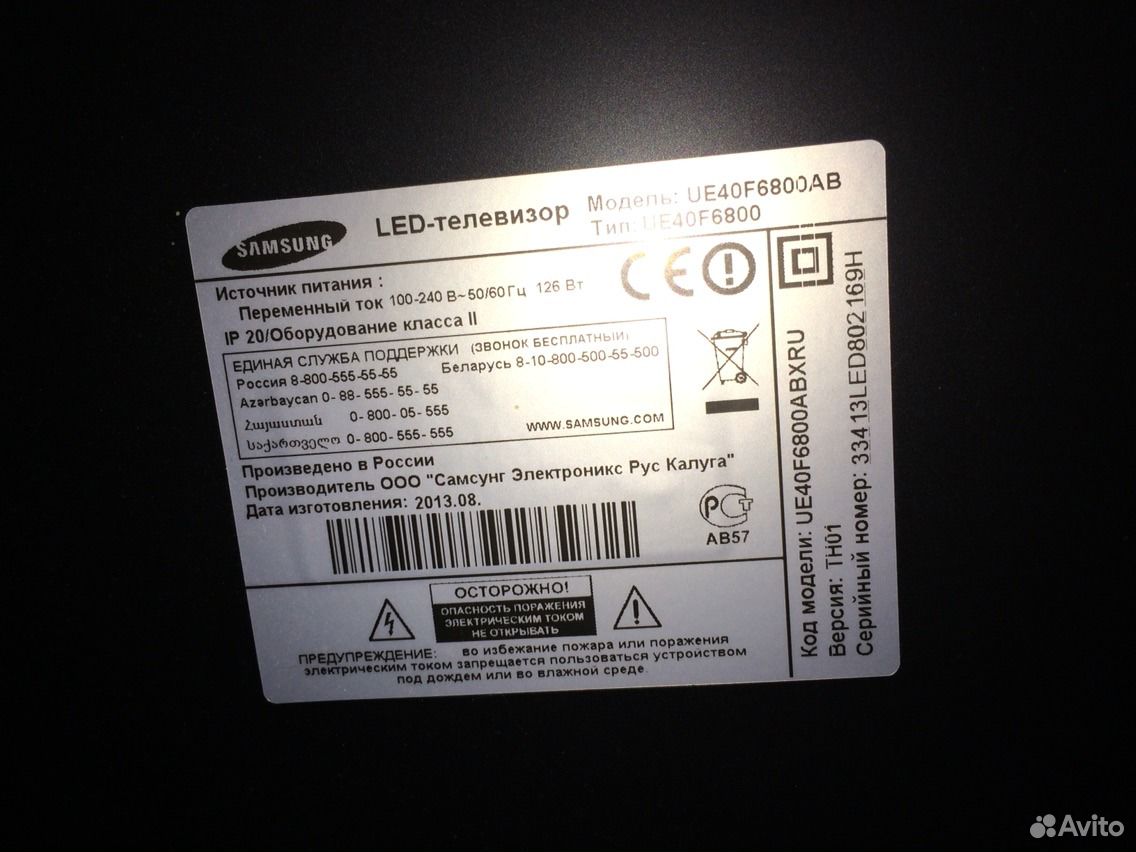 SAMSUNG
LED-телевизор
Модель: UE40F6800AB
Тип: UE40F6800
Источник питания :
Переменный ток 100-240 В~50/60Гц 126 Вт
IP 20/Оборудование класса II
ЕДИНАЯ СЛУЖБА ПОДДЕРЖКИ (ЗВОНОК БЕСПЛАТНЫЙ)
Россия 8-800-555-55-55 Беларусь 8-10-800-500-55-500
Azərbaycan 0-88-555-55-55
Հայաստան 0-800-05-555
საქართველო 0-800-555-555
WWW.SAMSUNG.COM
Произведено в России
Производитель ООО "Самсунг Электроникс Рус Калуга"
Дата изготовления: 2013.08.
CE
РСТ
АВ57
ОСТОРОЖНО!
ОПАСНОСТЬ ПОРАЖЕНИЯ
ЭЛЕКТРИЧЕСКИМ ТОКОМ
НЕ ОТКРЫВАТЬ
ПРЕДУПРЕЖДЕНИЕ: во избежание пожара или поражения
электрическим током запрещается пользоваться устройством
под дождем или во влажной среде.
Код модели: UE40F6800ABXRU
Версия: TH01
Серийный номер: 33413LED802169H
Avito